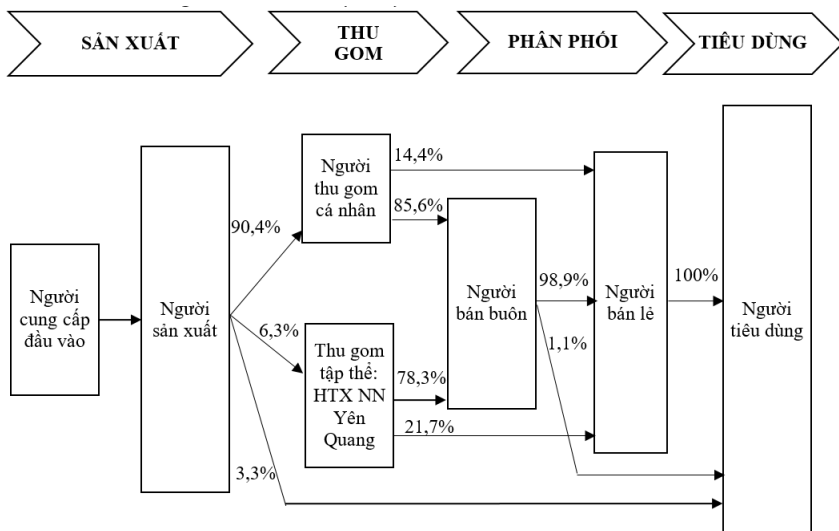 SẢN XUẤT
THU
GOM
PHÂN PHỐI
TIÊU DÙNG
Người
cung cấp
đầu vào
Người
sản xuất
90,4%
6,3%
3,3%
Người
thu gom
cá nhân
14,4%
85,6%
Thu gom
tập thể:
HTX NN
Yên
Quang
78,3%
21,7%
Người
bán buôn
98,9%
1,1%
Người
bán lẻ
100%
Người
tiêu dùng